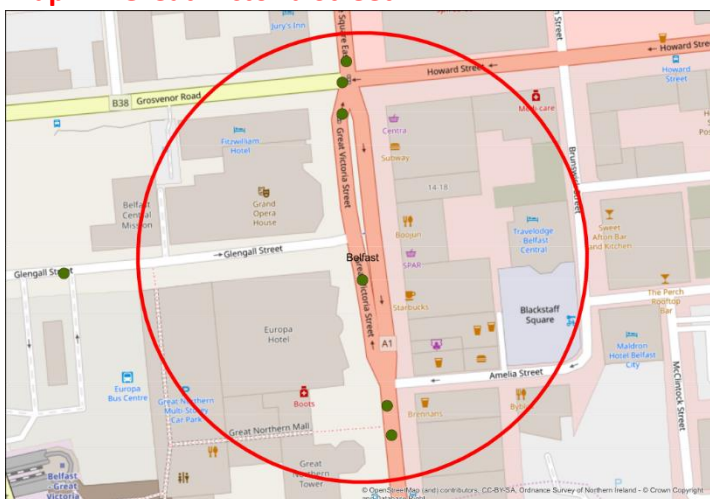 Jury's Inn
Square East
Howard Street
Howard Street
Howard
Street
B38
Grosvenor Road
Medi-care
Centra
Fitzwilliam
Hotel
Subway
Great Victoria Street
Brunswick Street
14-18
Belfast
Central
Mission
Grand
Opera
House
Boojum
Travelodge
Belfast
Central
Sweet
Afton Bar
and Kitchen
Glengall Street
Glengall Street
Belfast
SPAR
Great Victoria Street
The Perch
Rooftop
Bar
Starbucks
Blackstaff
Square
Europa
Hotel
A1
Maldron
Hotel Belfast
City
McClintock Street
Amelia Street
Europa
Bus Centre
Great Northern
Multi-Storey
Car Park
Boots
Brennans
Great Northern Mall
Belfast
- Great
Victoria
Great
Northern
Tower
P
© OpenStreetMap (and) contributors, CC-BY-SA, Ordnance Survey of Northern Ireland - © Crown Copyright